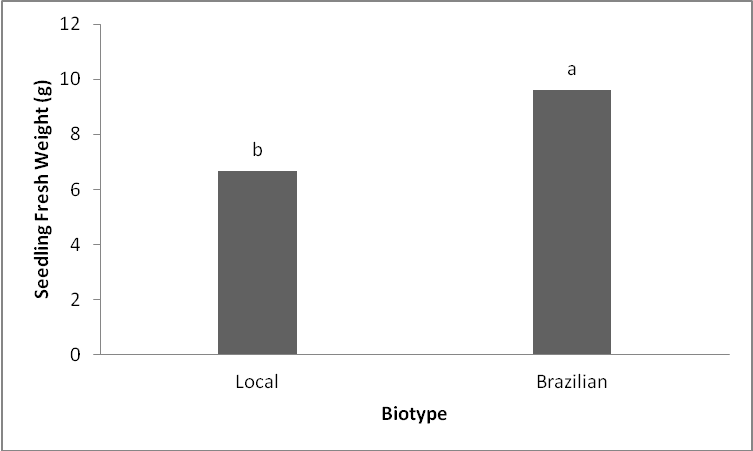 12
10
8
6
4
2
0
Seedling Fresh Weight (g)
b
a
Local
Brazilian
Biotype